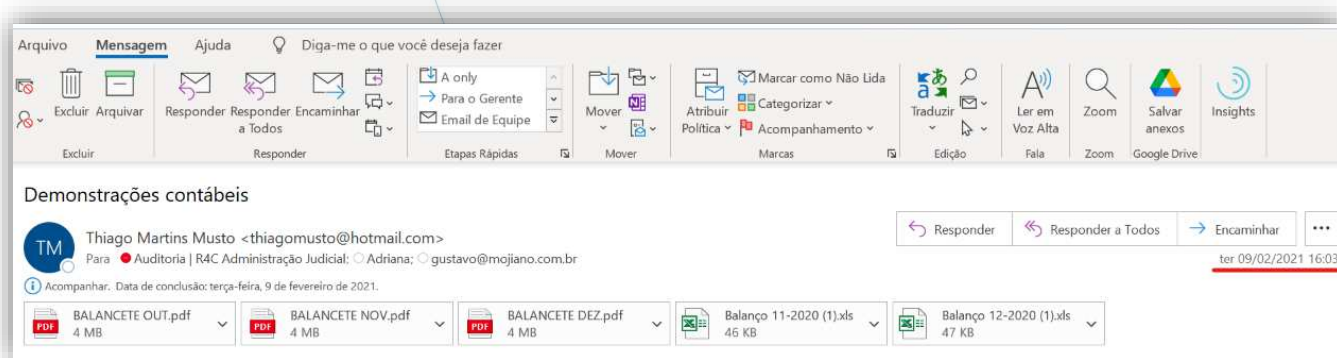 Arquivo Mensagem Ajuda Diga-me o que você deseja fazer
Excluir Arquivar
Responder Responder a Todos Encaminhar
A only
Para o Gerente
Email de Equipe
Mover
Atribuir Política
Marcar como Não Lida
Categorizar
Acompanhamento
Traduzir
Ler em Voz Alta
Zoom
Salvar anexos
Insights
Excluir Responder Etapas Rápidas Mover Marcas Edição Fala Zoom Google Drive
Demonstrações contábeis
TM
Thiago Martins Musto <thiagomusto@hotmail.com>
Responder Responder a Todos Encaminhar ...
Para Auditoria | R4C Administração Judicial; Adriana; gustavo@mojiano.com.br
ter 09/02/2021 16:03
Acompanhar. Data de conclusão: terça-feira, 9 de fevereiro de 2021.
PDF BALANCETE OUT.pdf
4 MB
PDF BALANCETE NOV.pdf
4 MB
PDF BALANCETE DEZ.pdf
4 MB
Balanço 11-2020 (1).xls
46 KB
Balanço 12-2020 (1).xls
47 KB